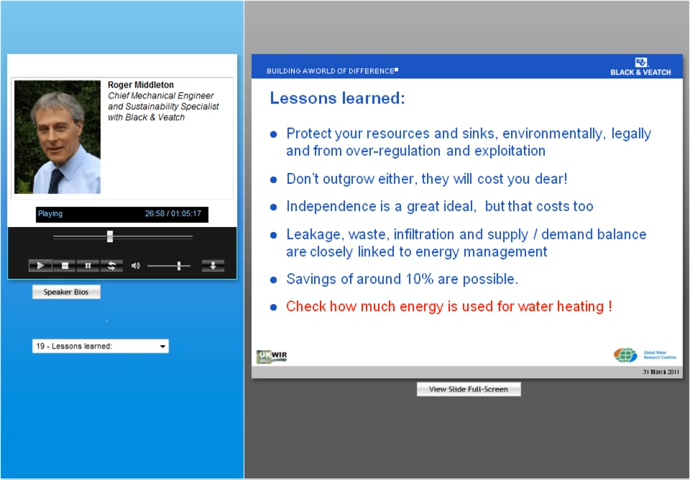 Roger Middleton
Chief Mechanical Engineer
and Sustainability Specialist
with Black & Veatch
Playing 26:58 / 01:05:17
Speaker Bios
19 - Lessons learned:
BUILDING A WORLD OF DIFFERENCE
BLACK & VEATCH
Lessons learned:
Protect your resources and sinks, environmentally, legally
and from over-regulation and exploitation
Don't outgrow either, they will cost you dear!
Independence is a great ideal, but that costs too
Leakage, waste, infiltration and supply / demand balance
are closely linked to energy management
Savings of around 10% are possible.
Check how much energy is used for water heating !
UKWIR
Global Water
Research Coalition
31 March 2011
View Slide Full-Screen